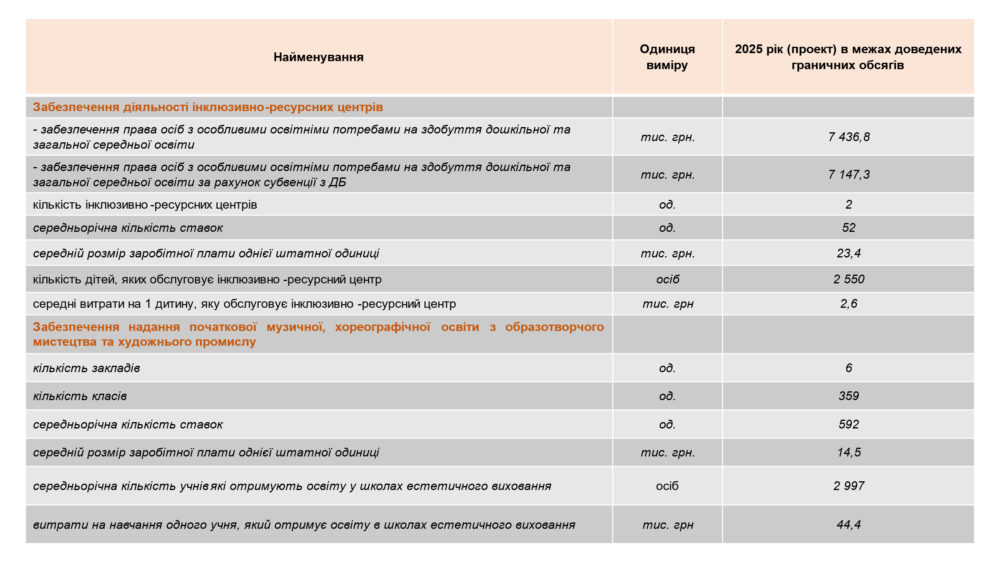 Найменування
Одиниця
виміру
2025 рік (проект) в межах доведених
граничних обсягів
Забезпечення діяльності інклюзивно-ресурсних центрів
- забезпечення права осіб з особливими освітніми потребами на здобуття дошкільної та
загальної середньої освіти
тис. грн.
7 436,8
- забезпечення права осіб з особливими освітніми потребами на здобуття дошкільної та
загальної середньої освіти за рахунок субвенції з ДБ
тис. грн.
7 147,3
кількість інклюзивно-ресурсних центрів
од.
2
середньорічна кількість ставок
од.
52
середній розмір заробітної плати однієї штатної одиниці
тис. грн.
23,4
кількість дітей, яких обслуговує інклюзивно-ресурсний центр
осіб
2 550
середні витрати на 1 дитину, яку обслуговує інклюзивно-ресурсний центр
тис. грн
2,6
Забезпечення надання початкової музичної, хореографічної освіти з образотворчого
мистецтва та художнього промислу
кількість закладів
од.
6
кількість класів
од.
359
середньорічна кількість ставок
од.
592
середній розмір заробітної плати однієї штатної одиниці
тис. грн.
14,5
середньорічна кількість учнів які отримують освіту у школах естетичного виховання
осіб
2 997
витрати на навчання одного учня, який отримує освіту в школах естетичного виховання
тис. грн
44,4